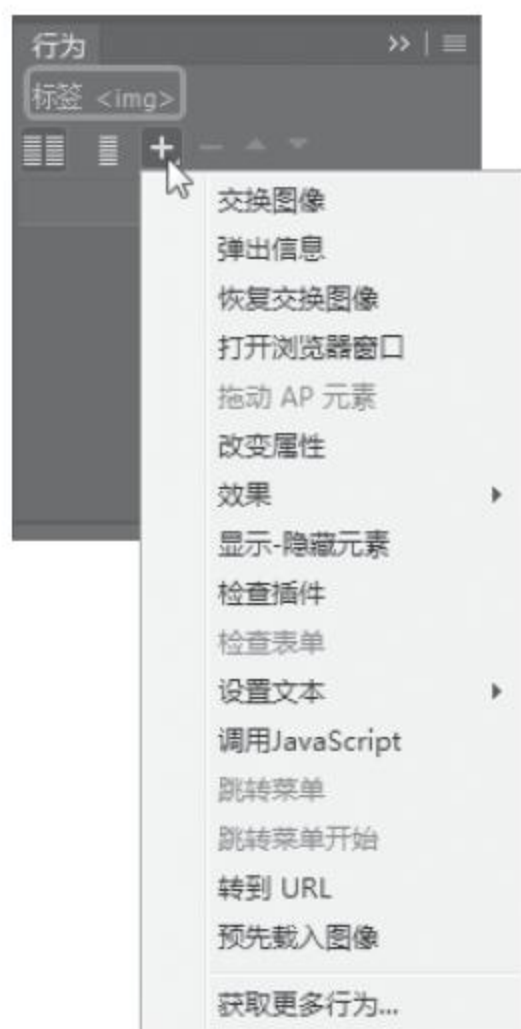 行为
标签 <img>
交换图像
弹出信息
恢复交换图像
打开浏览器窗口
拖动 AP 元素
改变属性
效果
显示-隐藏元素
检查插件
检查表单
设置文本
调用JavaScript
跳转菜单
跳转菜单开始
转到 URL
预先载入图像
获取更多行为...